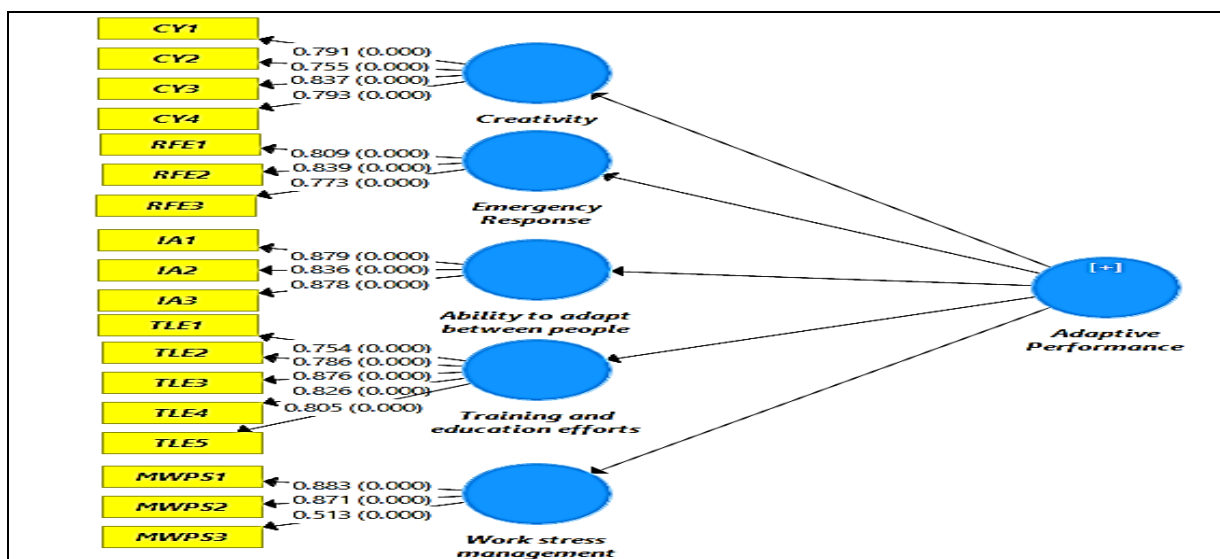 CY1
CY2
CY3
CY4
0.791 (0.000)
0.755 (0.000)
0.837 (0.000)
0.793 (0.000)
Creativity
RFE1
RFE2
RFE3
0.809 (0.000)
0.839 (0.000)
0.773 (0.000)
Emergency
Response
IA1
IA2
IA3
0.879 (0.000)
0.836 (0.000)
0.878 (0.000)
Ability to adapt
between people
TLE1
TLE2
TLE3
TLE4
TLE5
0.754 (0.000)
0.786 (0.000)
0.876 (0.000)
0.826 (0.000)
0.805 (0.000)
Training and
education efforts
MWPS1
MWPS2
MWPS3
0.883 (0.000)
0.871 (0.000)
0.513 (0.000)
Work stress
management
[+]
Adaptive
Performance